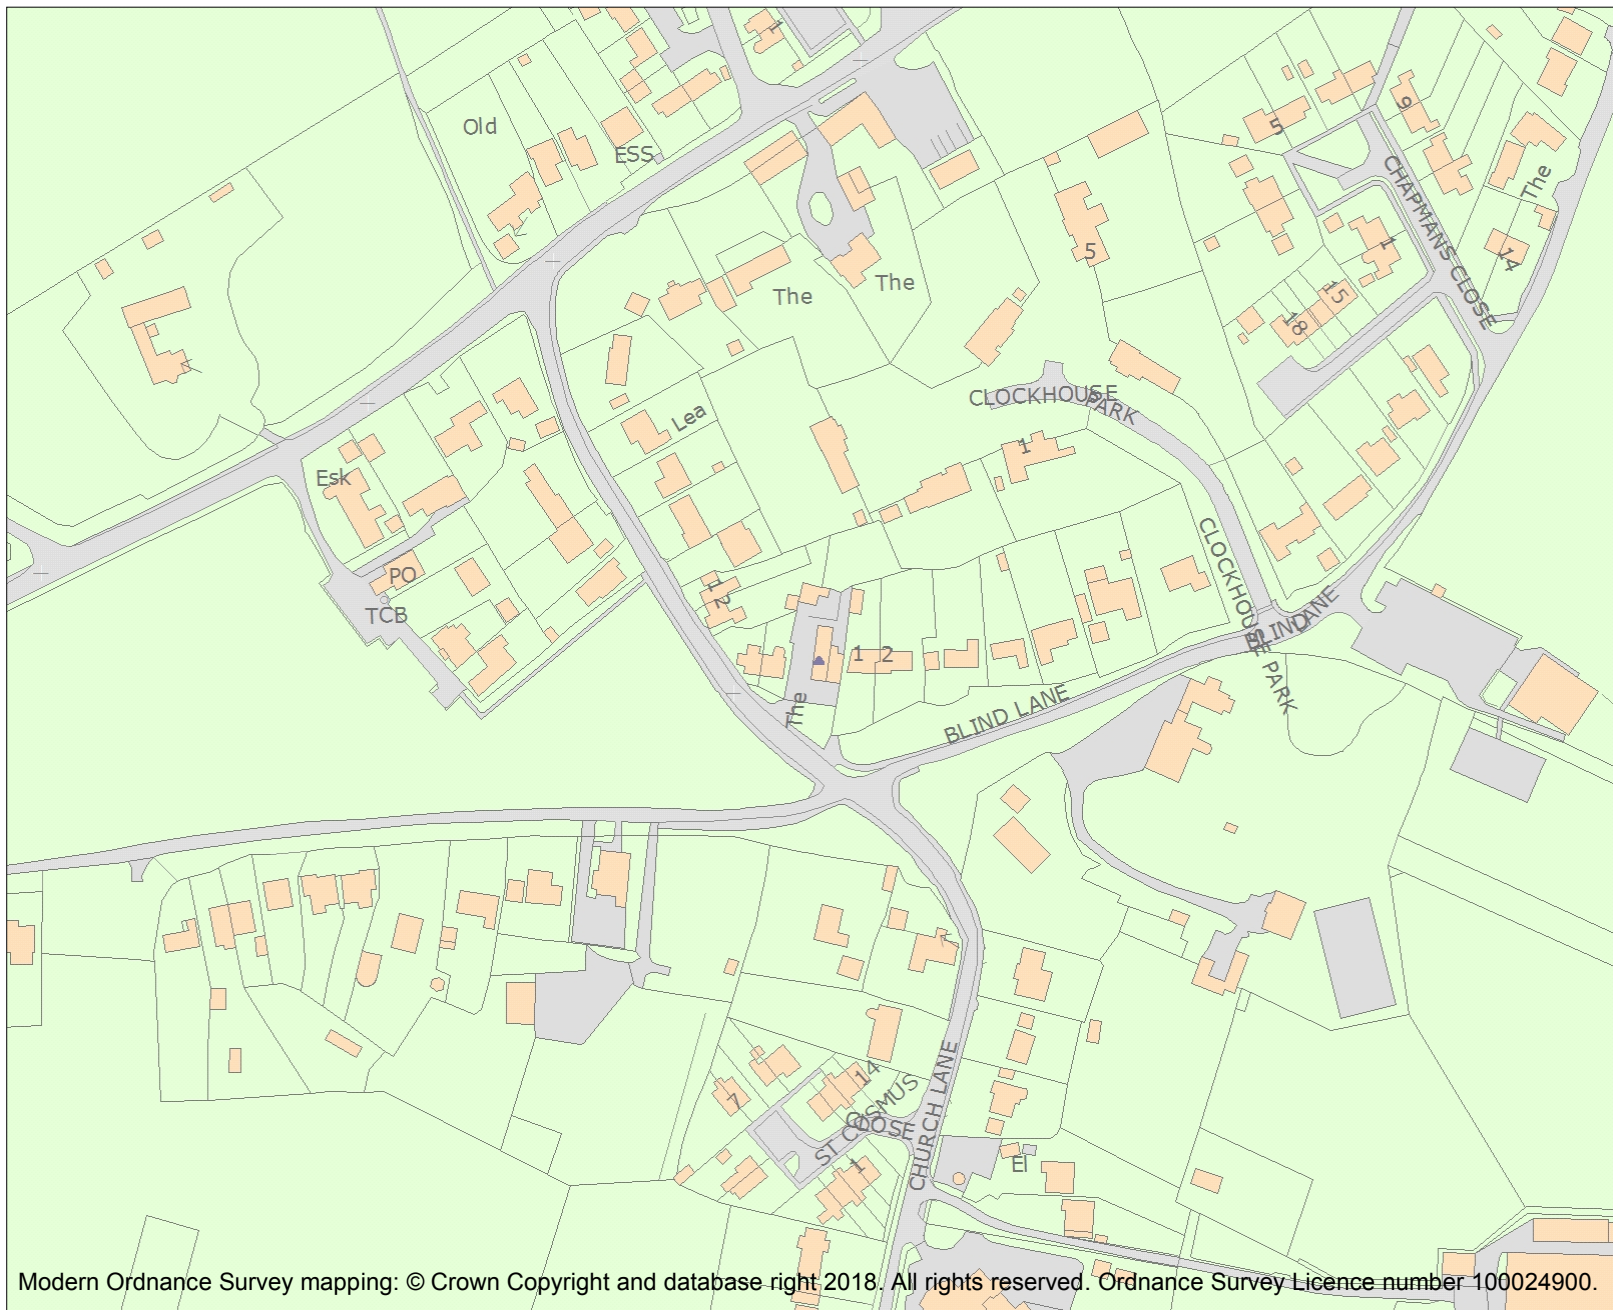 1
Old
ESS
5
9
The
CHAPMANS CLOSE
1
14
5
The
The
15
18
CLOCKHOUSE
PARK
Lea
1
Esk
PO
TCB
12
CLOCKHOUSE PARK
BLIND LANE
1 2
The
BLIND LANE
14
7
ST COSMUS
CLOSE
1
CHURCH LANE
El
Modern Ordnance Survey mapping: © Crown Copyright and database right 2018. All rights reserved. Ordnance Survey Licence number 100024900.